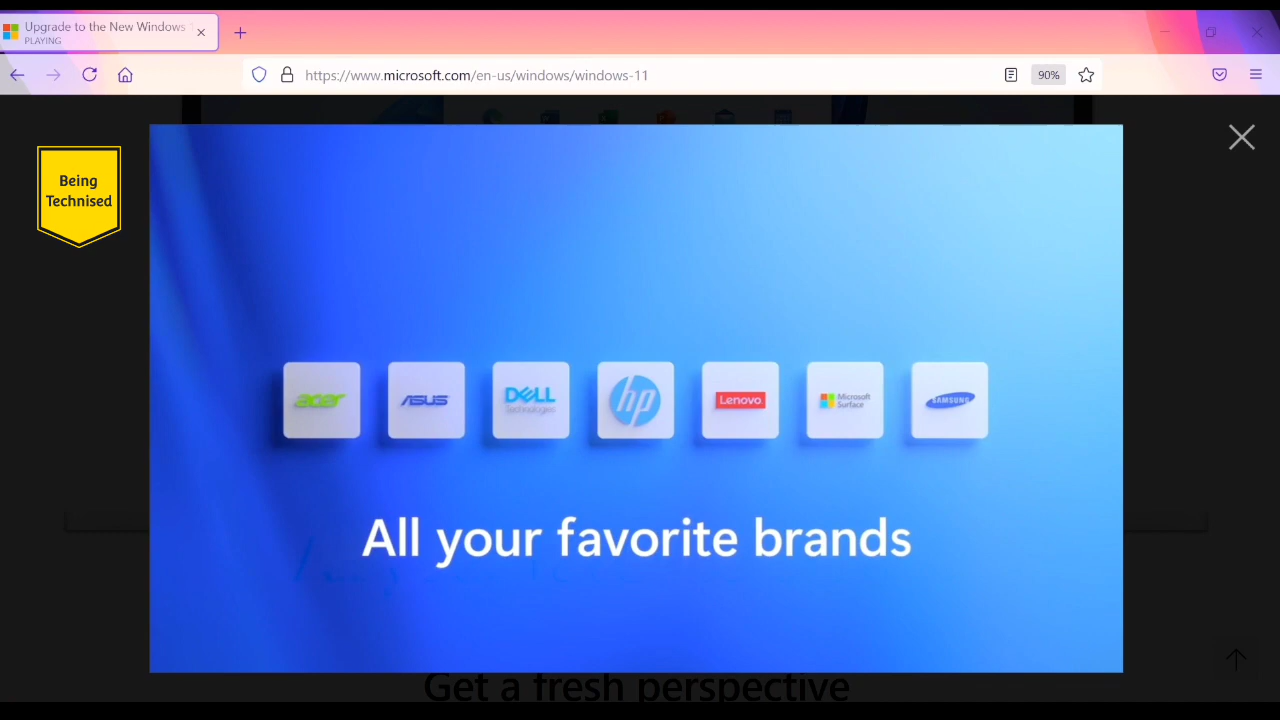 Upgrade to the New Windows
PLAYING
https://www.microsoft.com/en-us/windows/windows-11
90%
Being
Technised
acer
ASUS
DELL
Technologies
hp
Lenovo
Microsoft
Surface
SAMSUNG
All your favorite brands
Get a fresh perspective